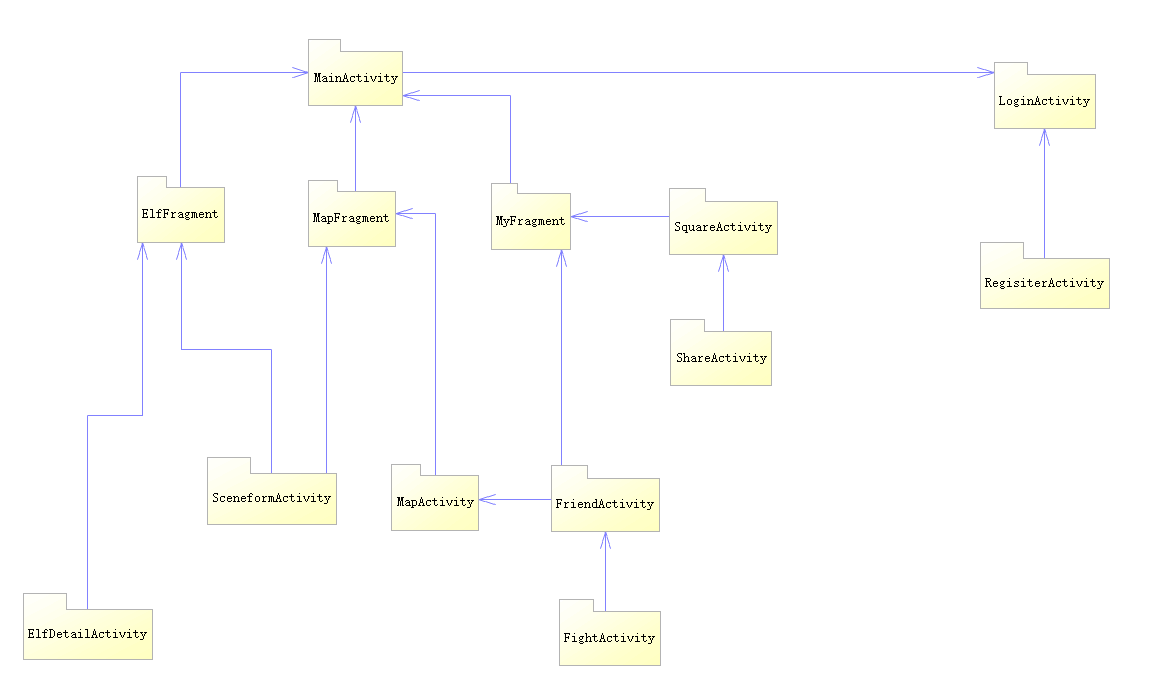 MainActivity
LoginActivity
ElfFragment
MapFragment
MyFragment
SquareActivity
RegisiterActivity
ShareActivity
SceneformActivity
MapActivity
FriendActivity
ElfDetailActivity
FightActivity